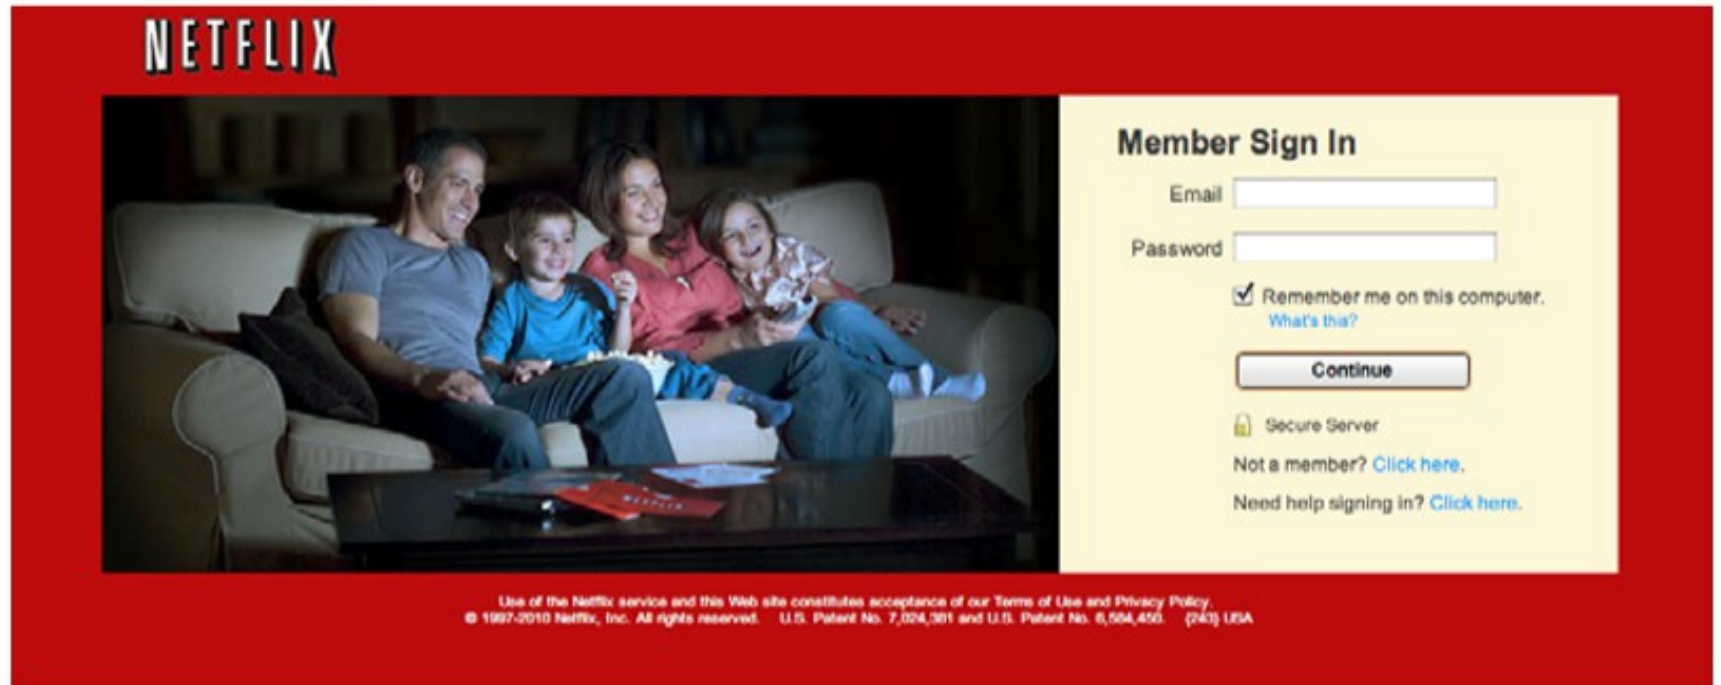 NETFLIX
Member Sign In
Email
Password
Remember me on this computer.
What's this?
Continue
Secure Server
Not a member? Click here.
Need help signing in? Click here.
NETFLIX
Use of the Netflix service and this Web site constitutes acceptance of our Terms of Use and Privacy Policy.
© 1997-2010 Netflix, Inc. All rights reserved. U.S. Patent No. 7,024,381 and U.S. Patent No. 6,584,450. (243) USA